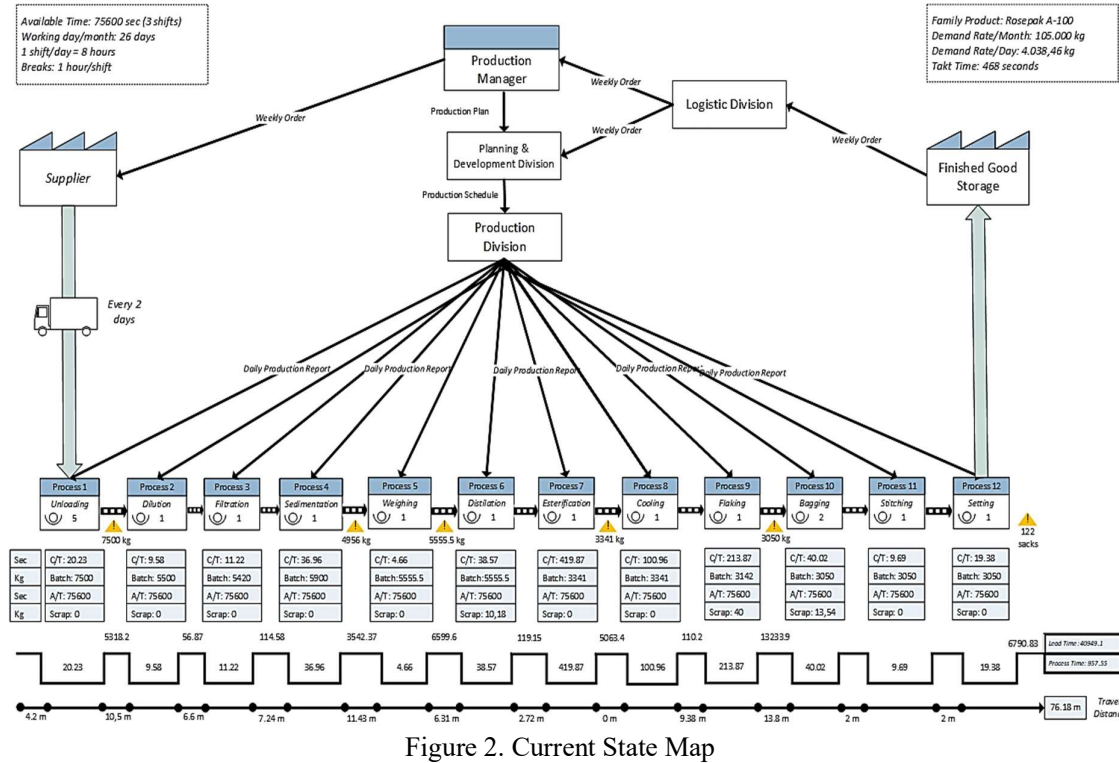 Available Time: 75600 sec (3 shifts)
Working day/month: 26 days
1 shift/day = 8 hours
Breaks: 1 hour/shift
Family Product: Rosepak A-100
Demand Rate/Month: 105.000 kg
Demand Rate/Day: 4.038,46 kg
Takt Time: 468 seconds
Production
Manager
Logistic Division
Weekly Order
Weekly Order
Weekly Order
Weekly Order
Production Plan
Planning &
Development Division
Production Schedule
Production
Division
Supplier
Finished Good
Storage
Every 2
days
Daily Production Report
Daily Production Report
Daily Production Report
Daily Production Report
Daily Production Report
Process 1
Unloading
5
Process 2
Dilution
1
Process 3
Filtration
1
Process 4
Sedimentation
1
Process 5
Weighing
1
Process 6
Distilation
1
Process 7
Esterification
1
Process 8
Cooling
1
Process 9
Flaking
1
Process 10
Bagging
2
Process 11
Stitching
1
Process 12
Setting
1
7500 kg
4956 kg
5555.5 kg
3341 kg
3050 kg
122
sacks
Sec C/T: 20.23 C/T: 9.58 C/T: 11.22 C/T: 36.96 C/T: 4.66 C/T: 38.57 C/T: 419.87 C/T: 100.96 C/T: 213.87 C/T: 40.02 C/T: 9.69 C/T: 19.38
Kg Batch: 7500 Batch: 5500 Batch: 5420 Batch: 5900 Batch: 5555.5 Batch: 5555.5 Batch: 3341 Batch: 3341 Batch: 3142 Batch: 3050 Batch: 3050 Batch: 3050
Sec A/T: 75600 A/T: 75600 A/T: 75600 A/T: 75600 A/T: 75600 A/T: 75600 A/T: 75600 A/T: 75600 A/T: 75600 A/T: 75600 A/T: 75600 A/T: 75600
Kg Scrap: 0 Scrap: 0 Scrap: 0 Scrap: 0 Scrap: 0 Scrap: 10,18 Scrap: 0 Scrap: 0 Scrap: 40 Scrap: 13,54 Scrap: 0 Scrap: 0
5318.2 56.87 114.58 3542.37 6599.6 119.15 5063.4 110.2 13233.9 6790.83
Lead Time: 40949.1
Process Time: 957.55
20.23 9.58 11.22 36.96 4.66 38.57 419.87 100.96 213.87 40.02 9.69 19.38
4.2 m 10,5 m 6.6 m 7.24 m 11.43 m 6.31 m 2.72 m 0 m 9.38 m 13.8 m 2 m 2 m
76.18 m
Travel
Distance
Figure 2. Current State Map